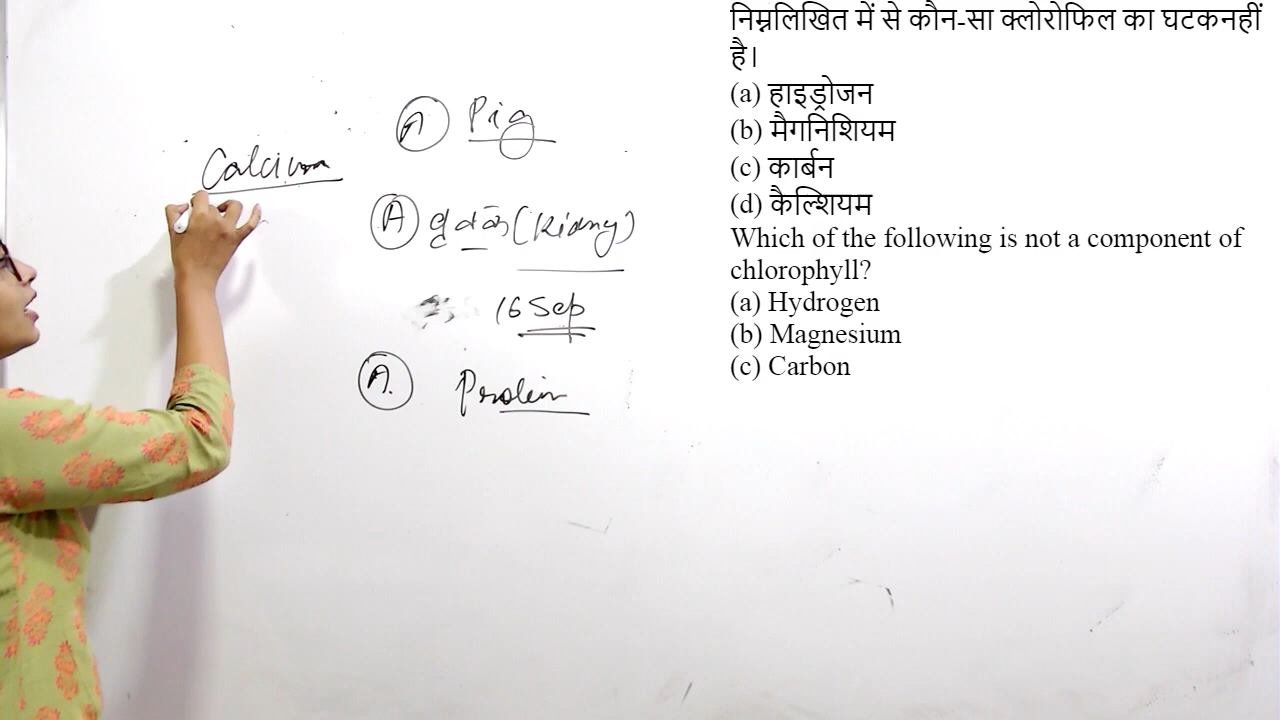 Calcium
(A) Pig
(A) वृक्क (Kidney)
16 Sep
(A.) Protein
निम्नलिखित में से कौन-सा क्लोरोफिल का घटकनहीं
है।
(a) हाइड्रोजन
(b) मैगनिशियम
(c) कार्बन
(d) कैल्शियम
Which of the following is not a component of
chlorophyll?
(a) Hydrogen
(b) Magnesium
(c) Carbon